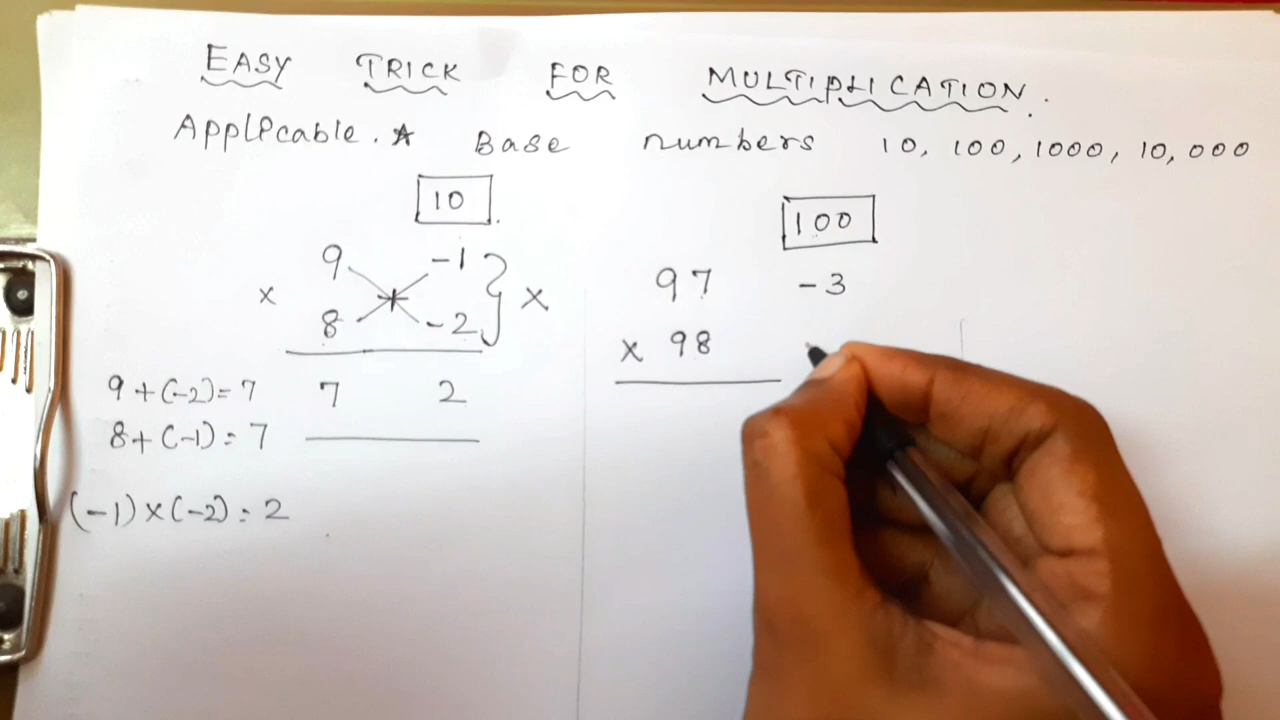 EASY TRICK FOR MULTIPLICATION.
Applicable. * Base numbers 10, 100, 1000, 10,000
10
9 -1
× 8 -2 } ×
9 + (-2) = 7 7 2
8 + (-1) = 7
(-1) × (-2) = 2
100
97 -3
× 98